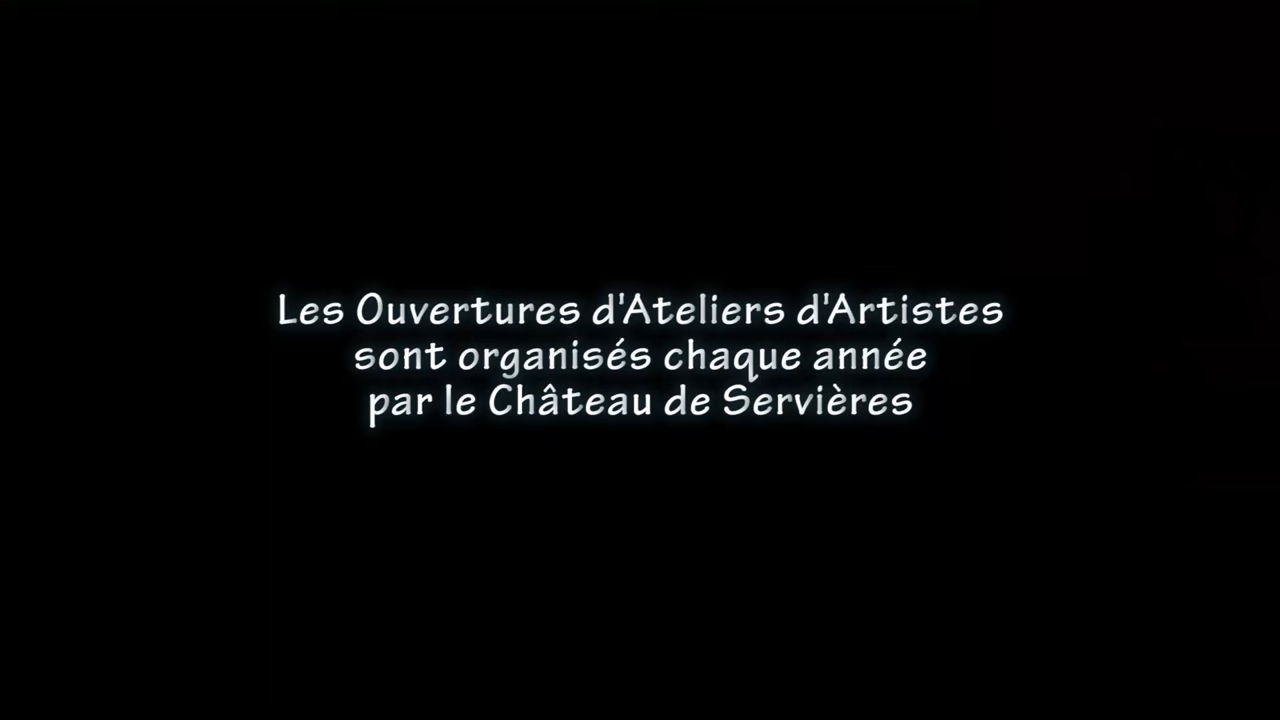 Les Ouvertures d'Ateliers d'Artistes
sont organisés chaque année
par le Château de Servières